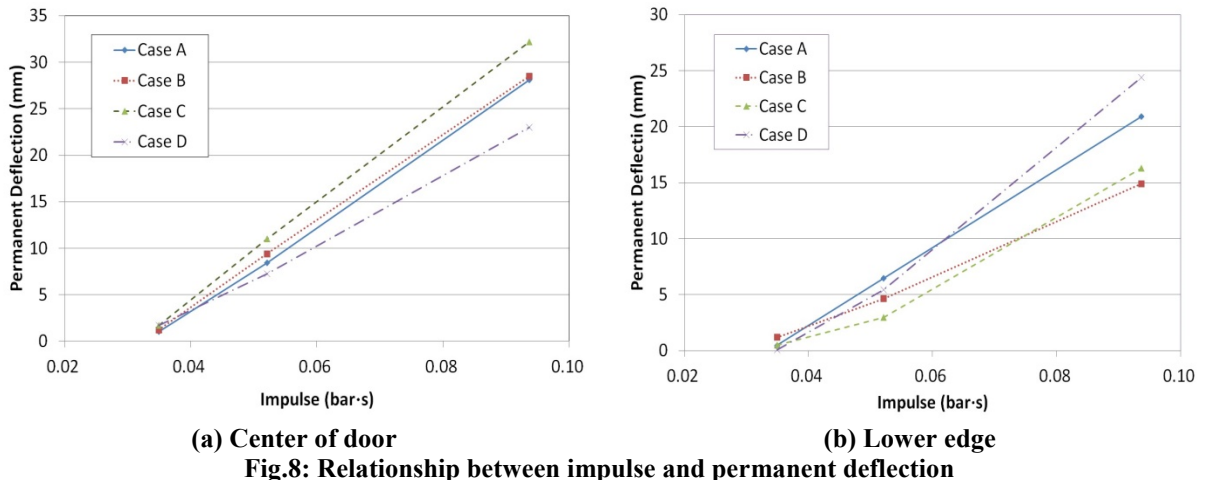 35
30
25
20
15
10
5
0
Permanent Deflection (mm)
Case A
Case B
Case C
Case D
0.02 0.04 0.06 0.08 0.10
Impulse (bar·s)
(a) Center of door
30
25
20
15
10
5
0
Permanent Deflectin (mm)
Case A
Case B
Case C
Case D
0.02 0.04 0.06 0.08 0.10
Impulse (bar·s)
(b) Lower edge
Fig.8: Relationship between impulse and permanent deflection